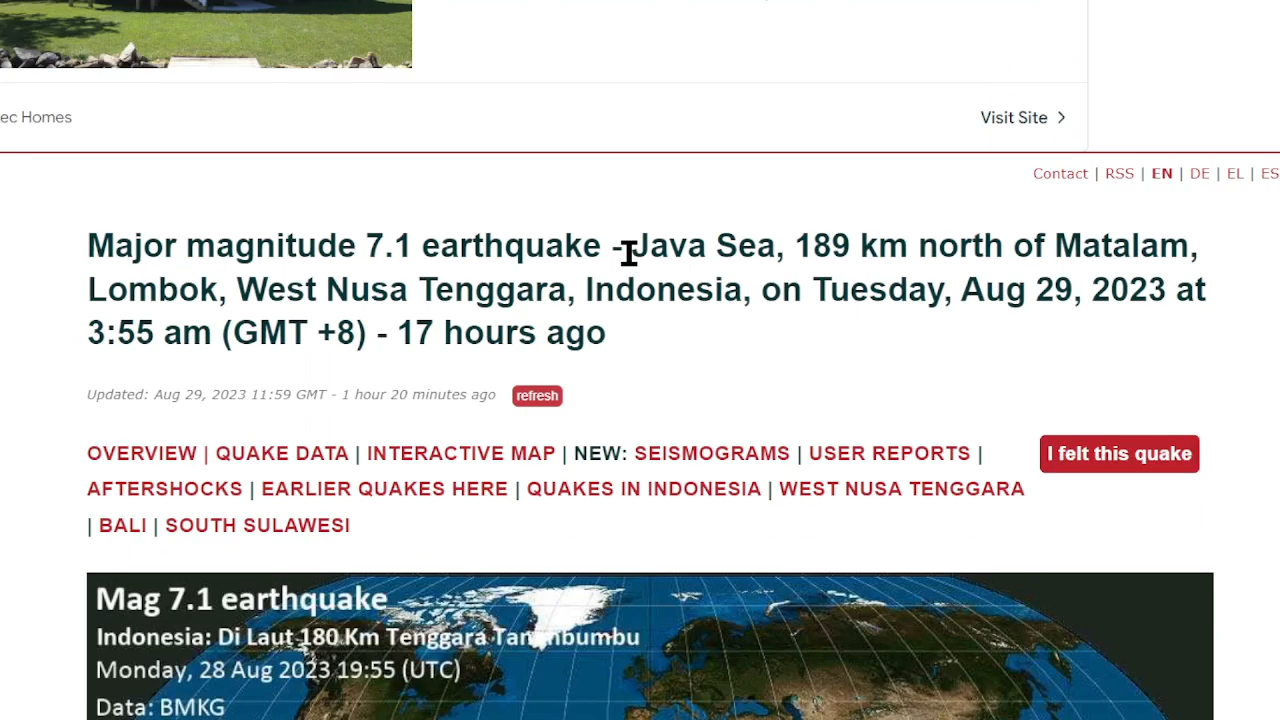 ec Homes
Visit Site
Contact | RSS | EN | DE | EL | ES
Major magnitude 7.1 earthquake - Java Sea, 189 km north of Matalam,
Lombok, West Nusa Tenggara, Indonesia, on Tuesday, Aug 29, 2023 at
3:55 am (GMT +8) - 17 hours ago
Updated: Aug 29, 2023 11:59 GMT - 1 hour 20 minutes ago
refresh
OVERVIEW | QUAKE DATA | INTERACTIVE MAP | NEW: SEISMOGRAMS | USER REPORTS |
I felt this quake
AFTERSHOCKS | EARLIER QUAKES HERE | QUAKES IN INDONESIA | WEST NUSA TENGGARA
| BALI | SOUTH SULAWESI
Mag 7.1 earthquake
Indonesia: Di Laut 180 Km Tenggara
Monday, 28 Aug 2023 19:55 (UTC)
Data: BMKG